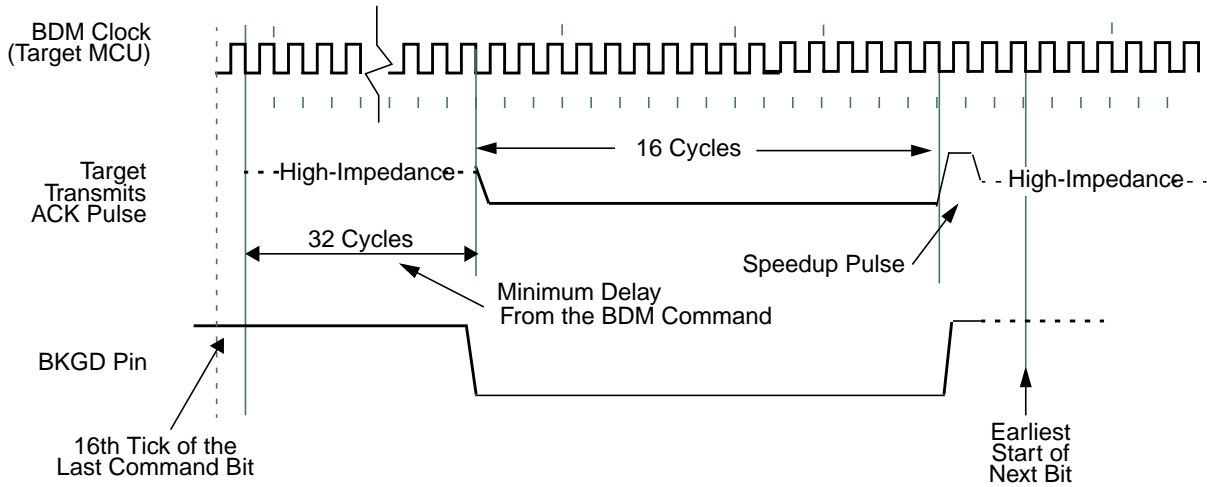 BDM Clock
(Target MCU)
16 Cycles
Target
Transmits
ACK Pulse
High-Impedance
High-Impedance
32 Cycles
Speedup Pulse
Minimum Delay
From the BDM Command
BKGD Pin
16th Tick of the
Last Command Bit
Earliest
Start of
Next Bit